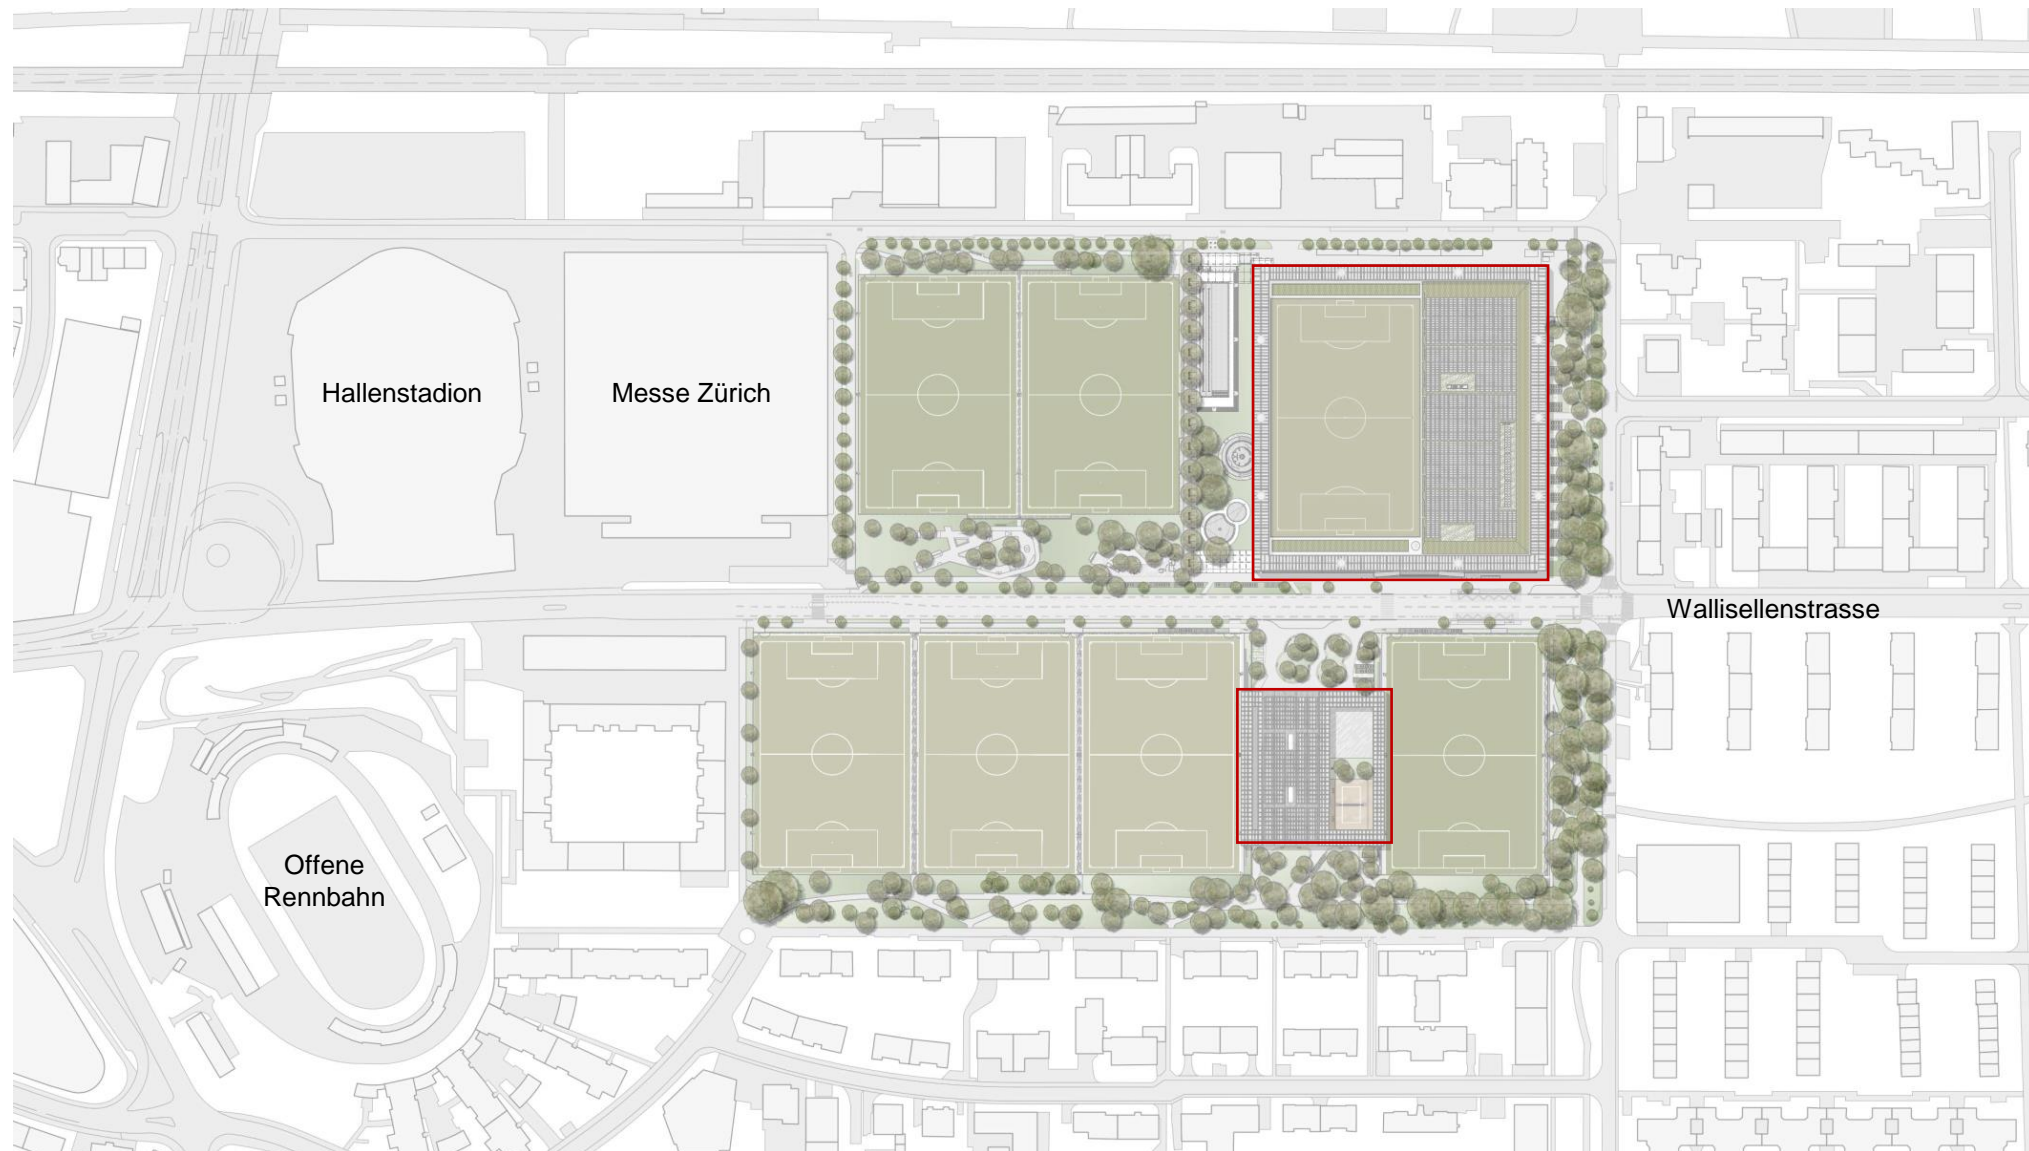 Hallenstadion
Messe Zürich
Wallisellenstrasse
Offene
Rennbahn